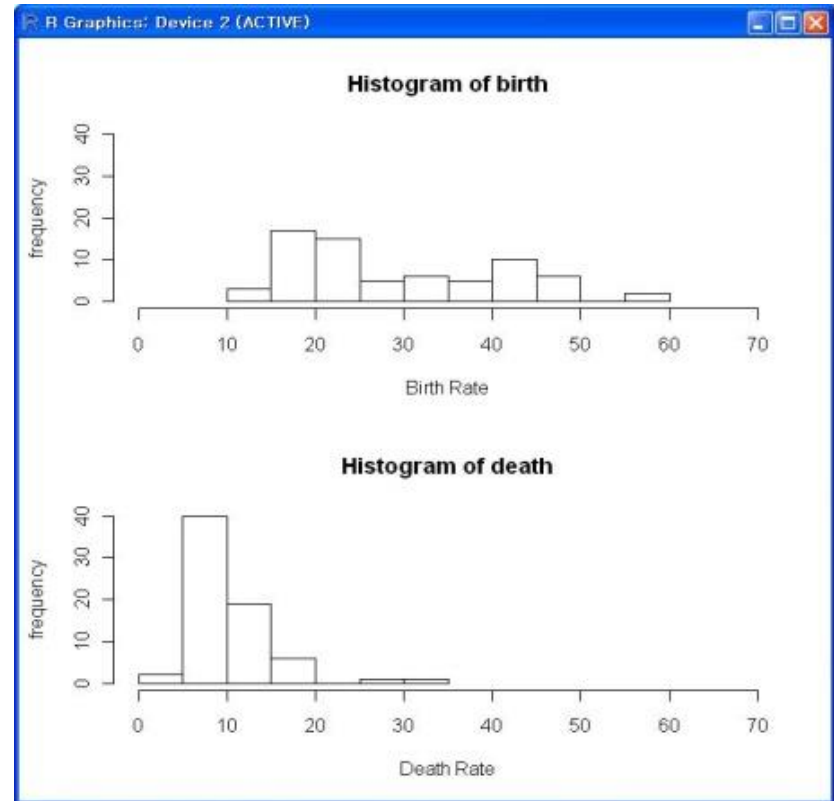 R R Graphics: Device 2 (ACTIVE)
Histogram of birth
40
30
20
10
0
frequency
0 10 20 30 40 50 60 70
Birth Rate
Histogram of death
40
30
20
10
0
frequency
0 10 20 30 40 50 60 70
Death Rate